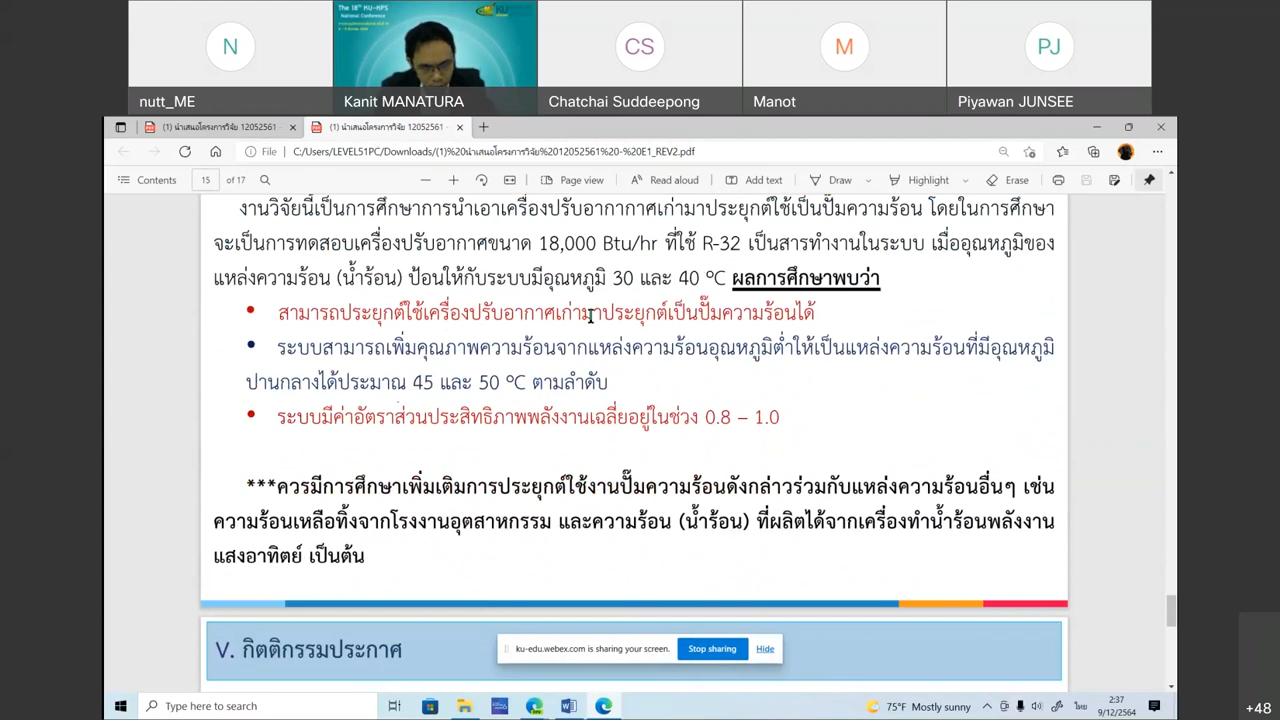 The 18th KU-KPS
National Conference
N
CS
M
PJ
nutt_ME
Kanit MANATURA
Chatchai Suddeepong
Manot
Piyawan JUNSEE
(1) นำเสนอโครงการวิจัย 12052561 -
(1) นำเสนอโครงการวิจัย 12052561 -
File
C:/Users/LEVEL51PC/Downloads/(1)%20นำเสนอโครงการวิจัย%2012052561%20-%20E1_REV2.pdf
Contents
15
of 17
Page view
Read aloud
Add text
Draw
Highlight
Erase
งานวิจัยนี้เป็นการศึกษาการนำเอาเครื่องปรับอากากาศเก่ามาประยุกต์ใช้เป็นปั๊มความร้อน โดยในการศึกษา
จะเป็นการทดสอบเครื่องปรับอากาศขนาด 18,000 Btu/hr ที่ใช้ R-32 เป็นสารทำงานในระบบ เมื่ออุณหภูมิของ
แหล่งความร้อน (น้ำร้อน) ป้อนให้กับระบบมีอุณหภูมิ 30 และ 40 ºC ผลการศึกษาพบว่า
• สามารถประยุกต์ใช้เครื่องปรับอากาศเก่ามาประยุกต์เป็นปั๊มความร้อนได้
• ระบบสามารถเพิ่มคุณภาพความร้อนจากแหล่งความร้อนอุณหภูมิต่ำให้เป็นแหล่งความร้อนที่มีอุณหภูมิ
ปานกลางได้ประมาณ 45 และ 50 ºC ตามลำดับ
• ระบบมีค่าอัตราส่วนประสิทธิภาพพลังงานเฉลี่ยอยู่ในช่วง 0.8 – 1.0
***ควรมีการศึกษาเพิ่มเติมการประยุกต์ใช้งานปั๊มความร้อนดังกล่าวร่วมกับแหล่งความร้อนอื่นๆ เช่น
ความร้อนเหลือทิ้งจากโรงงานอุตสาหกรรม และความร้อน (น้ำร้อน) ที่ผลิตได้จากเครื่องทำน้ำร้อนพลังงาน
แสงอาทิตย์ เป็นต้น
V. กิตติกรรมประกาศ
ku-edu.webex.com is sharing your screen.
Stop sharing
Hide
Type here to search
75°F Mostly sunny
ไทย
2:37
9/12/2564
+48